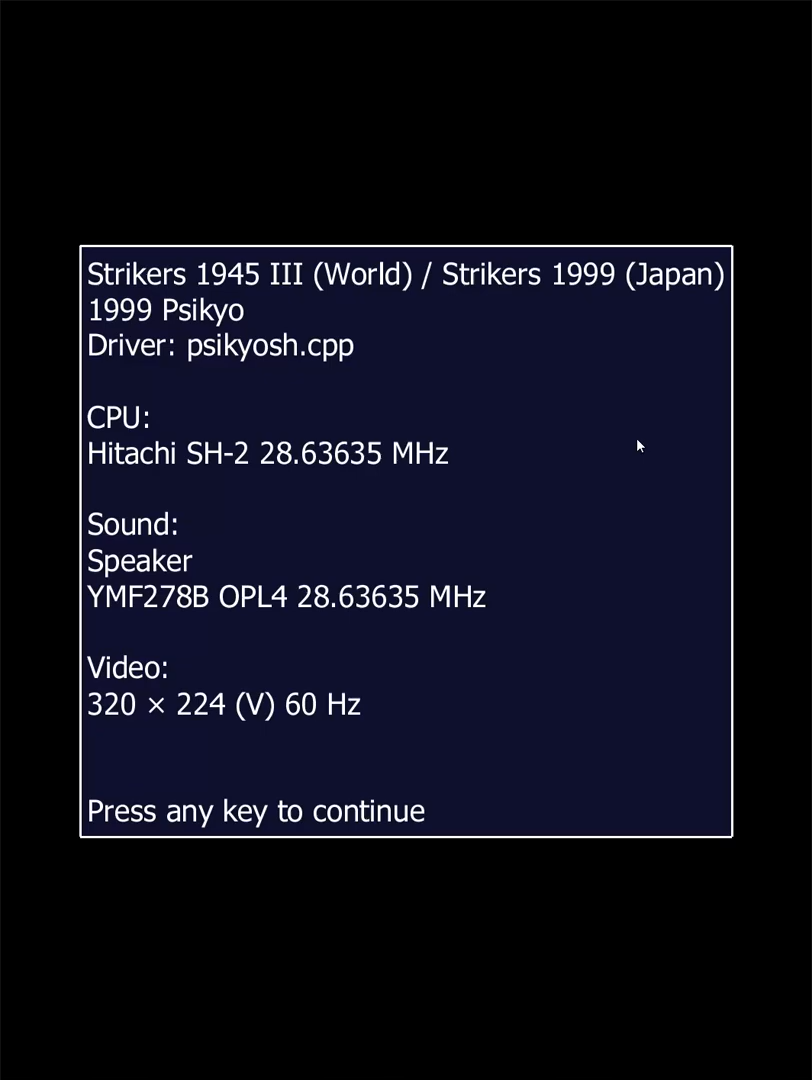 Strikers 1945 III (World) / Strikers 1999 (Japan)
1999 Psikyo
Driver: psikyosh.cpp
CPU:
Hitachi SH-2 28.63635 MHz
Sound:
Speaker
YMF278B OPL4 28.63635 MHz
Video:
320 × 224 (V) 60 Hz
Press any key to continue